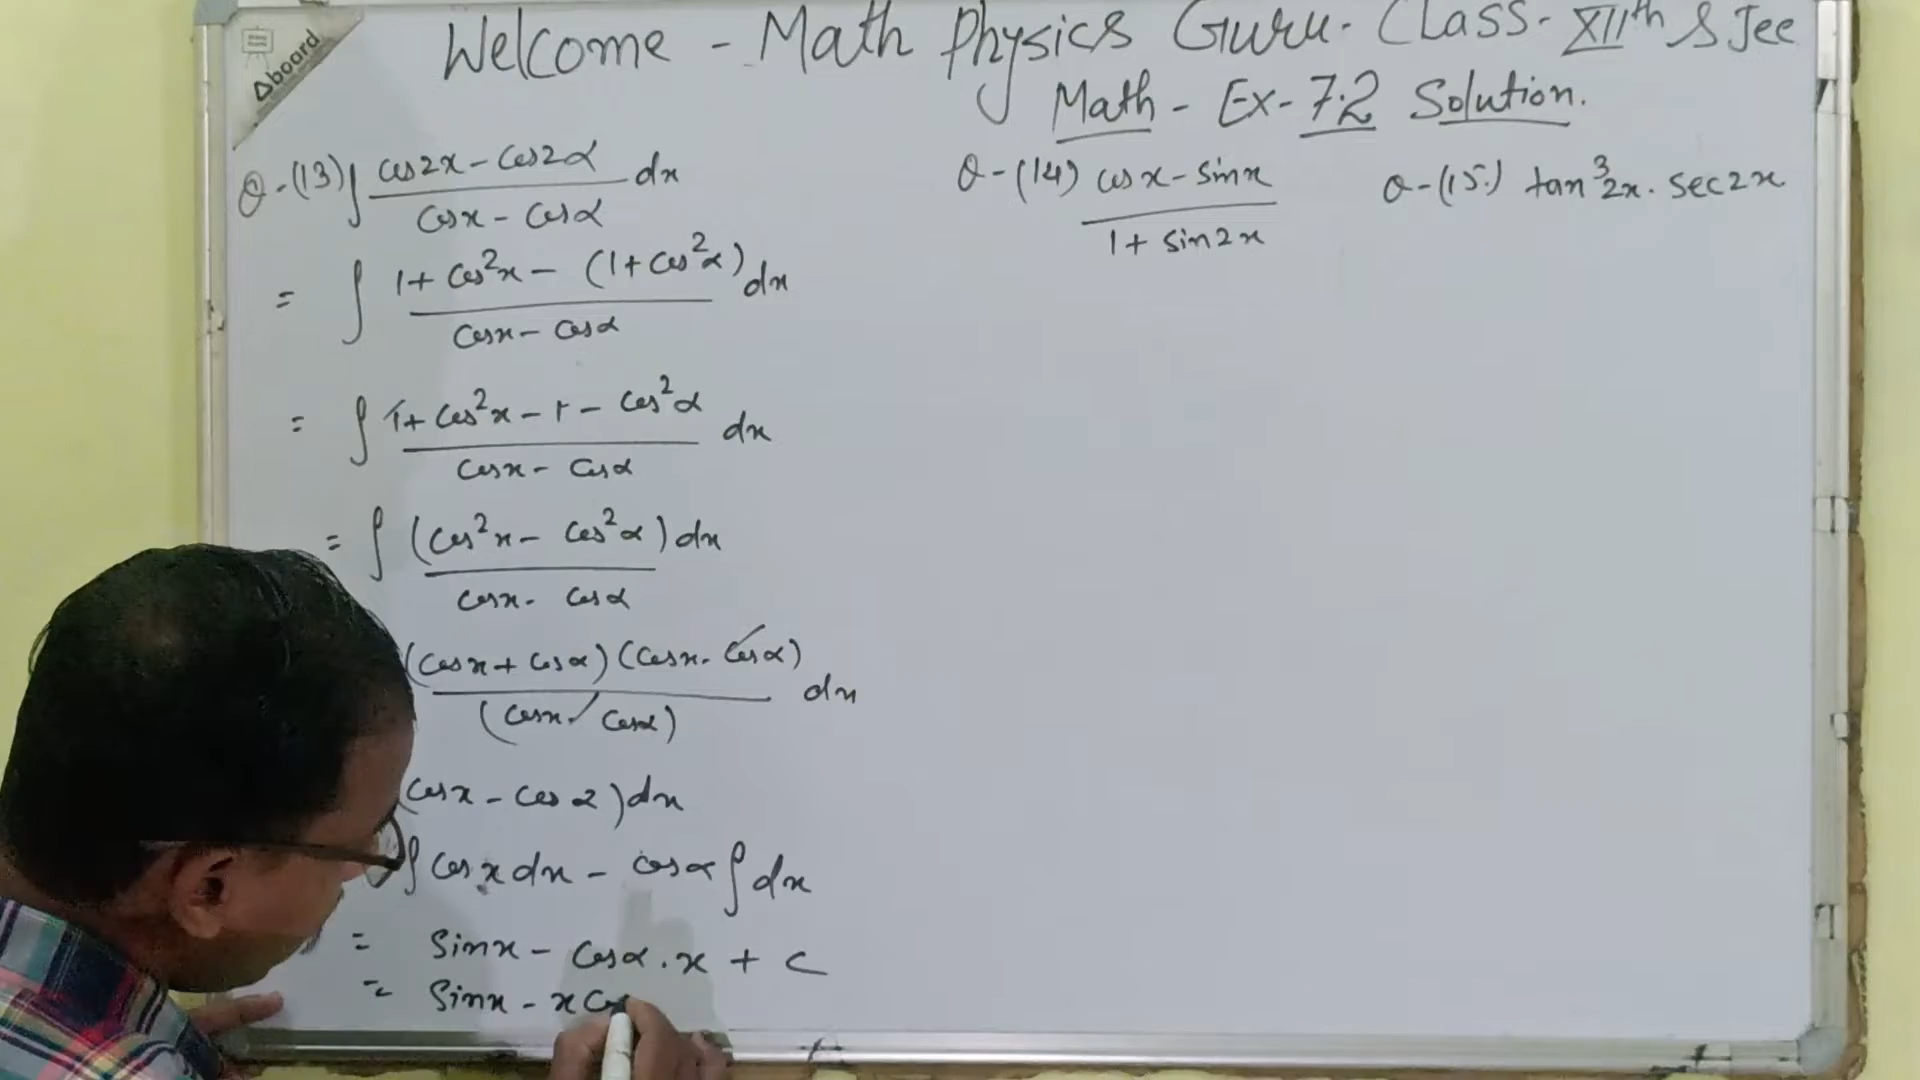 Δboard
Welcome - Math Physics Guru. Class - XIIth & Jee
Math - Ex - 7.2 Solution.
Q-(13) ∫ (cos2x - cos2α)/(cosx - cosα) dx
= ∫ (1 + cos²x - (1 + cos²α))/(cosx - cosα) dx
= ∫ (1 + cos²x - 1 - cos²α)/(cosx - cosα) dx
= ∫ (cos²x - cos²α)dx/(cosx - cosα)
(cosx + cosα)(cosx - cosα)/(cosx - cosα) dx
(cosx - cosα)dx
∫ cosx dx - cosα ∫ dx
= Sinx - cosα . x + c
= Sinx - x
Q-(14) (cosx - sinx)/(1 + sin2x)
Q-(15.) tan³2x . sec2x